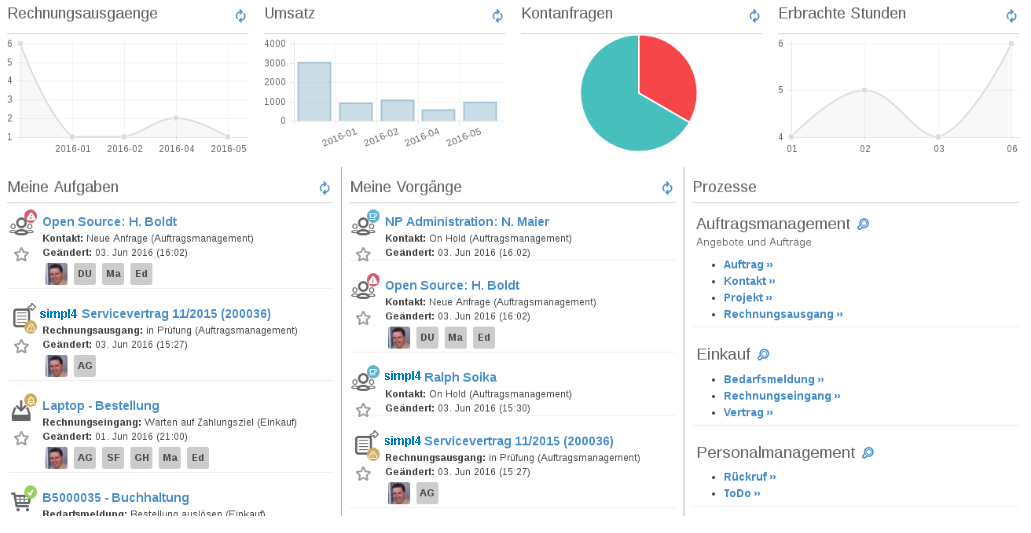 Rechnungsausgaenge
6
5
4
3
2
1
2016-01
2016-02
2016-04
2016-05
Umsatz
4000
3000
2000
1000
0
2016-01
2016-02
2016-04
2016-05
Kontanfragen
Erbrachte Stunden
6
5
4
01
02
03
06
Meine Aufgaben
Open Source: H. Boldt
Kontakt: Neue Anfrage (Auftragsmanagement)
Geändert: 03. Jun 2016 (16:02)
DU Ma Ed
simpl4 Servicevertrag 11/2015 (200036)
Rechnungsausgang: in Prüfung (Auftragsmanagement)
Geändert: 03. Jun 2016 (15:27)
AG
Laptop - Bestellung
Rechnungseingang: Warten auf Zahlungsziel (Einkauf)
Geändert: 01. Jun 2016 (21:00)
AG SF GH Ma Ed
B5000035 - Buchhaltung
Bedarfsmeldung: Bestellung auslösen (Einkauf)
Meine Vorgänge
NP Administration: N. Maier
Kontakt: On Hold (Auftragsmanagement)
Geändert: 03. Jun 2016 (16:02)
Open Source: H. Boldt
Kontakt: Neue Anfrage (Auftragsmanagement)
Geändert: 03. Jun 2016 (16:02)
DU Ma Ed
simpl4 Ralph Soika
Kontakt: On Hold (Auftragsmanagement)
Geändert: 03. Jun 2016 (15:30)
simpl4 Servicevertrag 11/2015 (200036)
Rechnungsausgang: in Prüfung (Auftragsmanagement)
Geändert: 03. Jun 2016 (15:27)
AG
Prozesse
Auftragsmanagement
Angebote und Aufträge
• Auftrag »
• Kontakt »
• Projekt »
• Rechnungsausgang »
Einkauf
• Bedarfsmeldung »
• Rechnungseingang »
• Vertrag »
Personalmanagement
• Rückruf »
• ToDo »